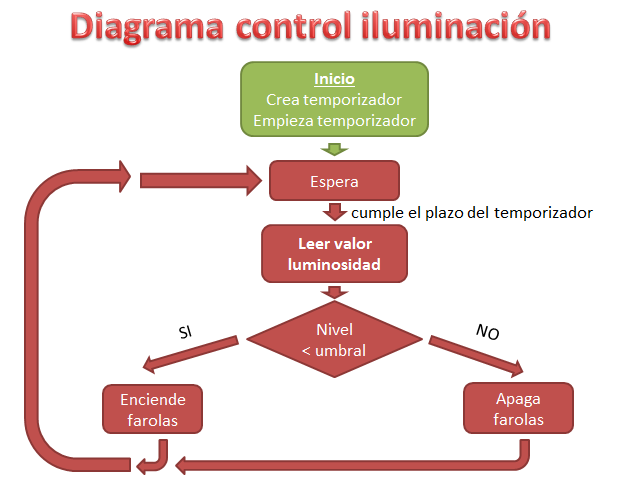 Diagrama control iluminación
Inicio
Crea temporizador
Empieza temporizador
Espera
cumple el plazo del temporizador
Leer valor
luminosidad
Nivel
< umbral
SI
NO
Enciende
farolas
Apaga
farolas